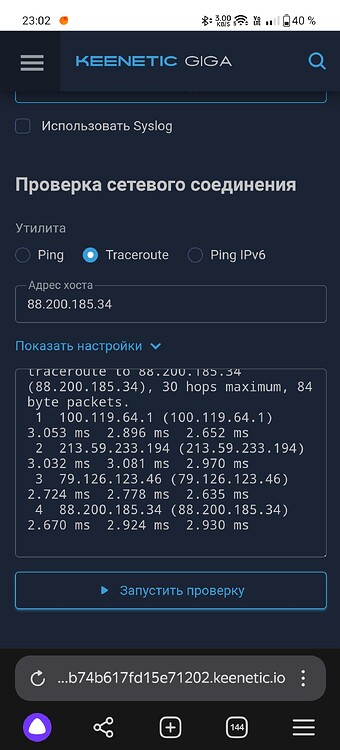 23:02 3.00 KB/S Vo LTE 40 %
KEENETIC GIGA
Использовать Syslog
Проверка сетевого соединения
Утилита
Ping Traceroute Ping IPv6
Адрес хоста
88.200.185.34
Показать настройки
traceroute to 88.200.185.34
(88.200.185.34), 30 hops maximum, 84
byte packets.
1 100.119.64.1 (100.119.64.1)
3.053 ms 2.896 ms 2.652 ms
2 213.59.233.194 (213.59.233.194)
3.032 ms 3.081 ms 2.970 ms
3 79.126.123.46 (79.126.123.46)
2.724 ms 2.778 ms 2.635 ms
4 88.200.185.34 (88.200.185.34)
2.670 ms 2.924 ms 2.930 ms
Запустить проверку
...b74b617fd15e71202.keenetic.io
144